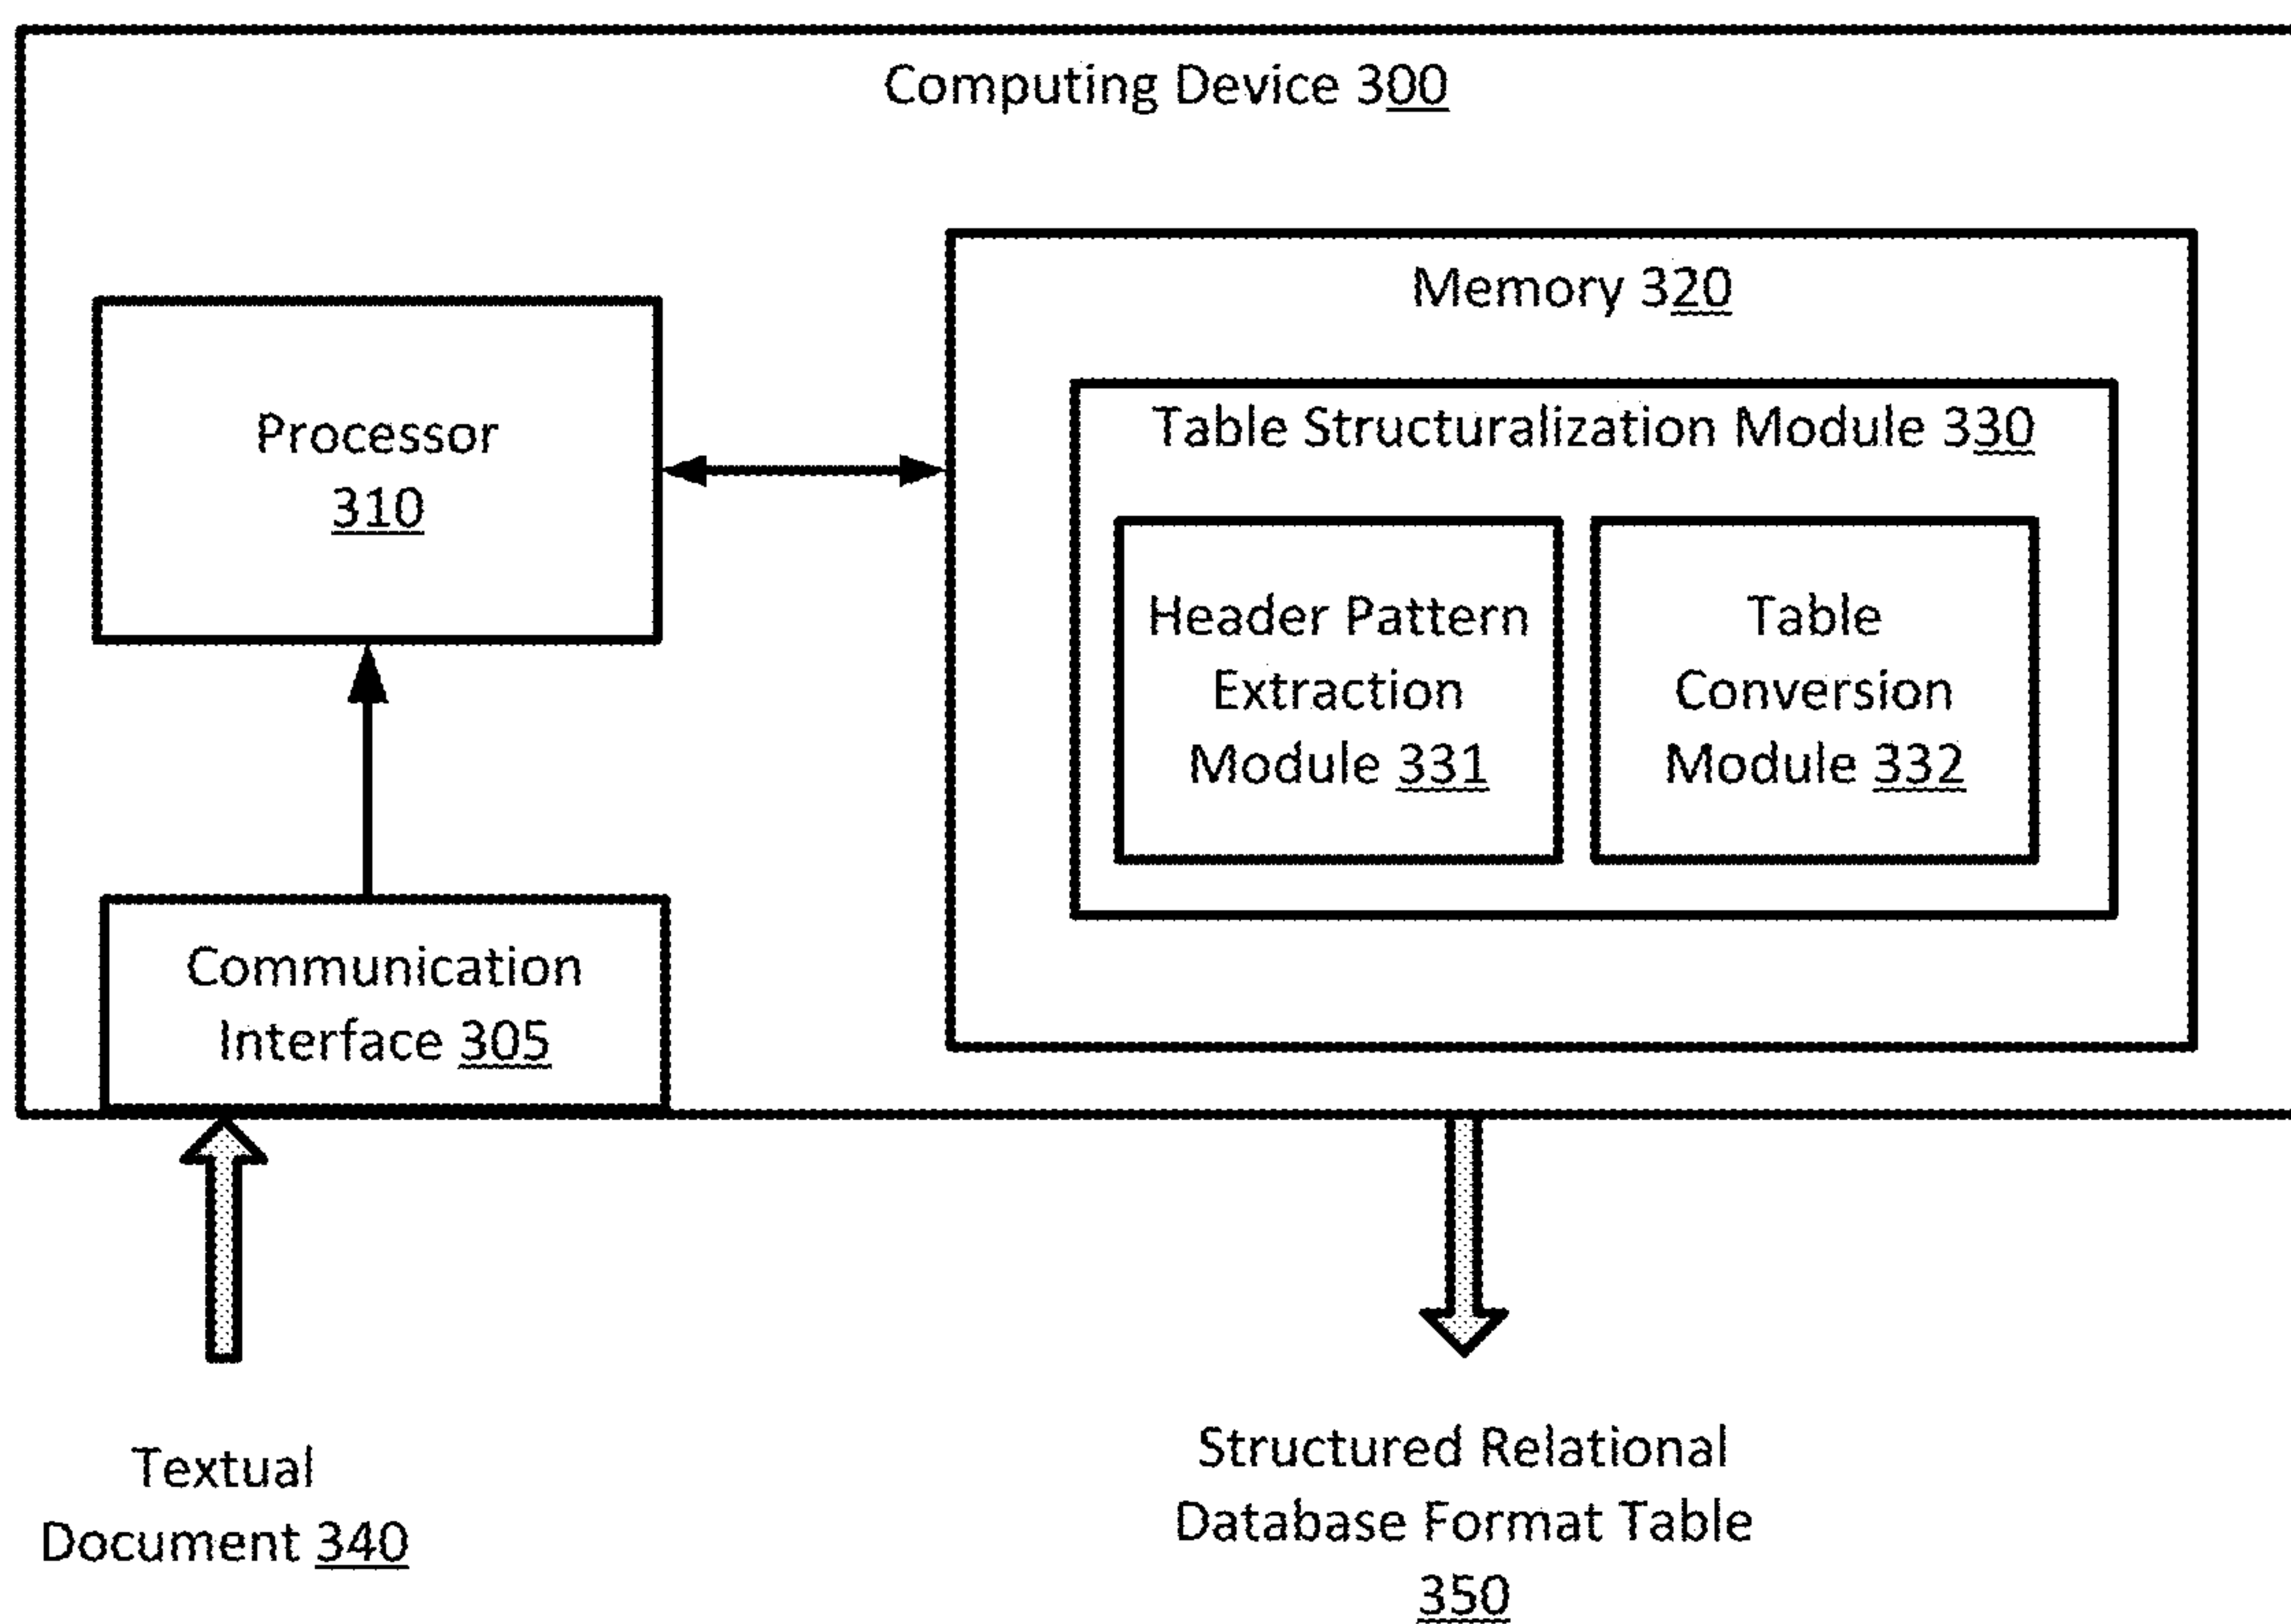 Computing Device 300
Memory 320
Processor
310
Table Structuralization Module 330
Header Pattern
Extraction
Module 331
Table
Conversion
Module 332
Communication
Interface 305
Textual
Document 340
Structured Relational
Database Format Table
350